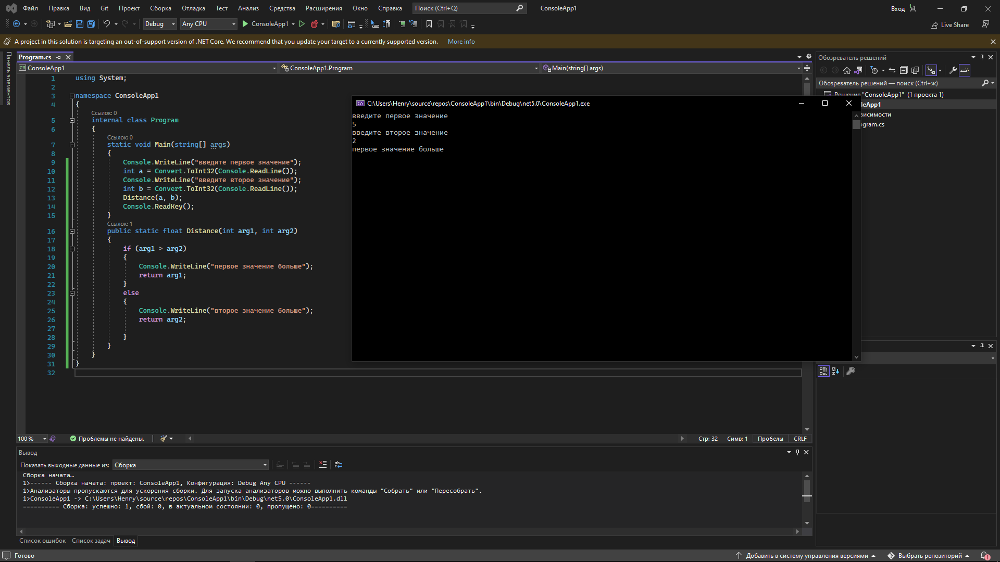 Файл Правка Вид Git Проект Сборка Отладка Тест Анализ Средства Расширения Окно Справка Поиск (Ctrl+Q) ConsoleApp1 Вход
Debug Any CPU ConsoleApp1 Live Share
A project in this solution is targeting an out-of-support version of .NET Core. We recommend that you update your target to a currently supported version. More info
Панель элементов
Program.cs
ConsoleApp1 ConsoleApp1.Program Main(string[] args)
1 using System;
2
3 namespace ConsoleApp1
4 {
Ссылок: 0
5 internal class Program
6 {
Ссылок: 0
7 static void Main(string[] args)
8 {
9 Console.WriteLine("введите первое значение");
10 int a = Convert.ToInt32(Console.ReadLine());
11 Console.WriteLine("введите второе значение");
12 int b = Convert.ToInt32(Console.ReadLine());
13 Distance(a, b);
14 Console.ReadKey();
15 }
Ссылок: 1
16 public static float Distance(int arg1, int arg2)
17 {
18 if (arg1 > arg2)
19 {
20 Console.WriteLine("первое значение больше");
21 return arg1;
22 }
23 else
24 {
25 Console.WriteLine("второе значение больше");
26 return arg2;
27
28 }
29 }
30 }
31 }
32
C:\Users\Henry\source\repos\ConsoleApp1\bin\Debug\net5.0\ConsoleApp1.exe
введите первое значение
5
введите второе значение
2
первое значение больше
Обозреватель решений
Обозреватель решений — поиск (Ctrl+ж)
Решение "ConsoleApp1" (1 проекта 1)
leApp1
висимости
ogram.cs
100 % Проблемы не найдены. Стр: 32 Симв: 1 Пробелы CRLF
Вывод
Показать выходные данные из: Сборка
Сборка начата…
1>------ Сборка начата: проект: ConsoleApp1, Конфигурация: Debug Any CPU ------
1>Анализаторы пропускаются для ускорения сборки. Для запуска анализаторов можно выполнить команды "Собрать" или "Пересобрать".
1>ConsoleApp1 -> C:\Users\Henry\source\repos\ConsoleApp1\bin\Debug\net5.0\ConsoleApp1.dll
========== Сборка: успешно: 1, сбой: 0, в актуальном состоянии: 0, пропущено: 0==========
Список ошибок Список задач Вывод
Готово Добавить в систему управления версиями Выбрать репозиторий 1